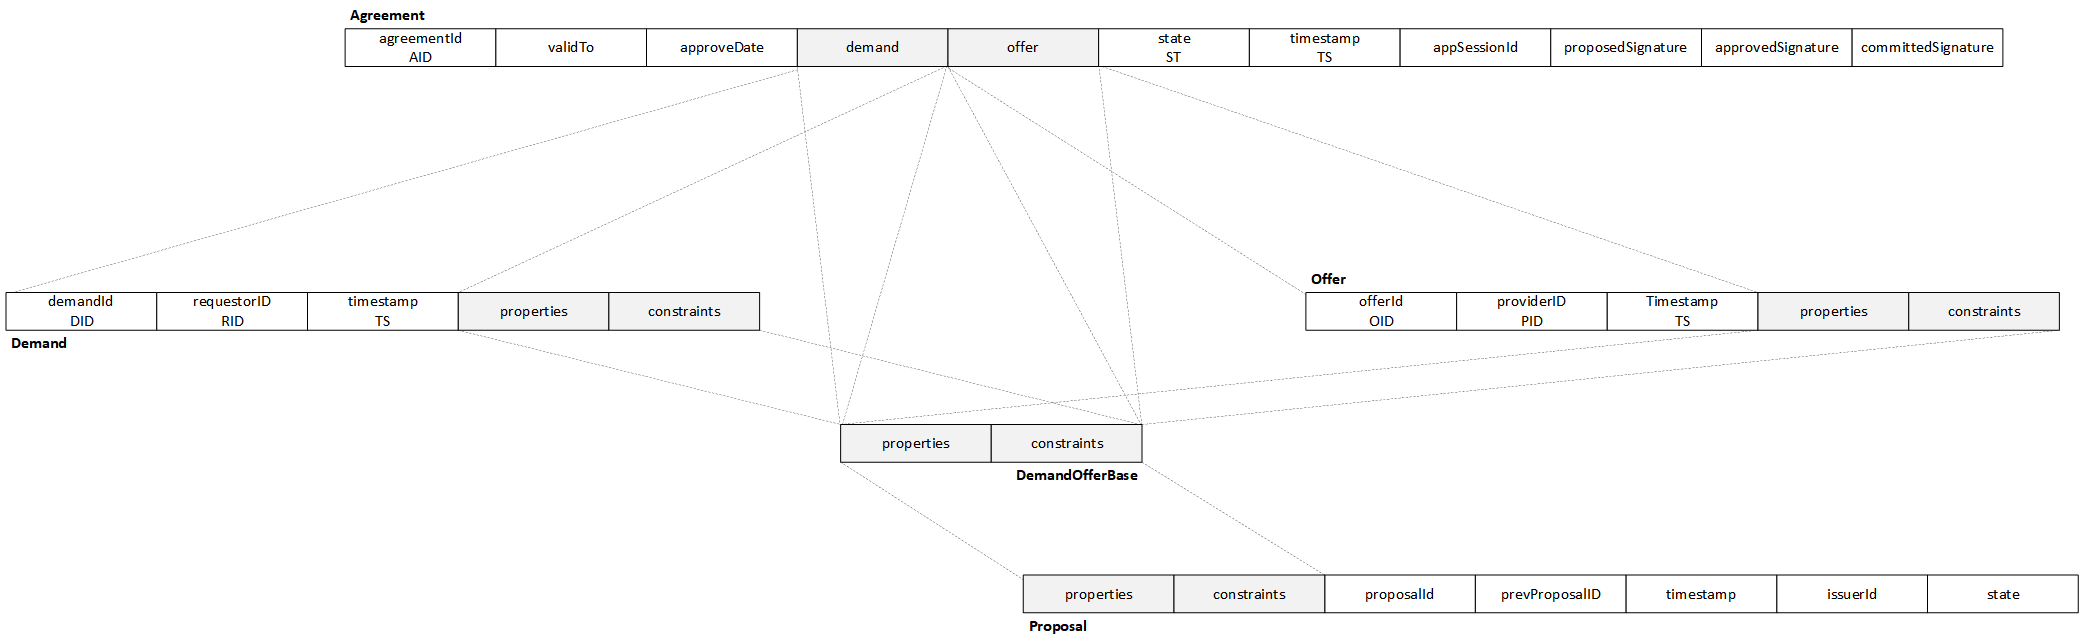 Agreement
agreementId validTo approveDate demand offer state timestamp appSessionId proposedSignature approvedSignature committedSignature
AID ST TS
Offer
demandId requestorID timestamp properties constraints
DID RID TS
Demand
offerId providerID Timestamp properties constraints
OID PID TS
properties constraints
DemandOfferBase
properties constraints proposalId prevProposalID timestamp issuerId state
Proposal